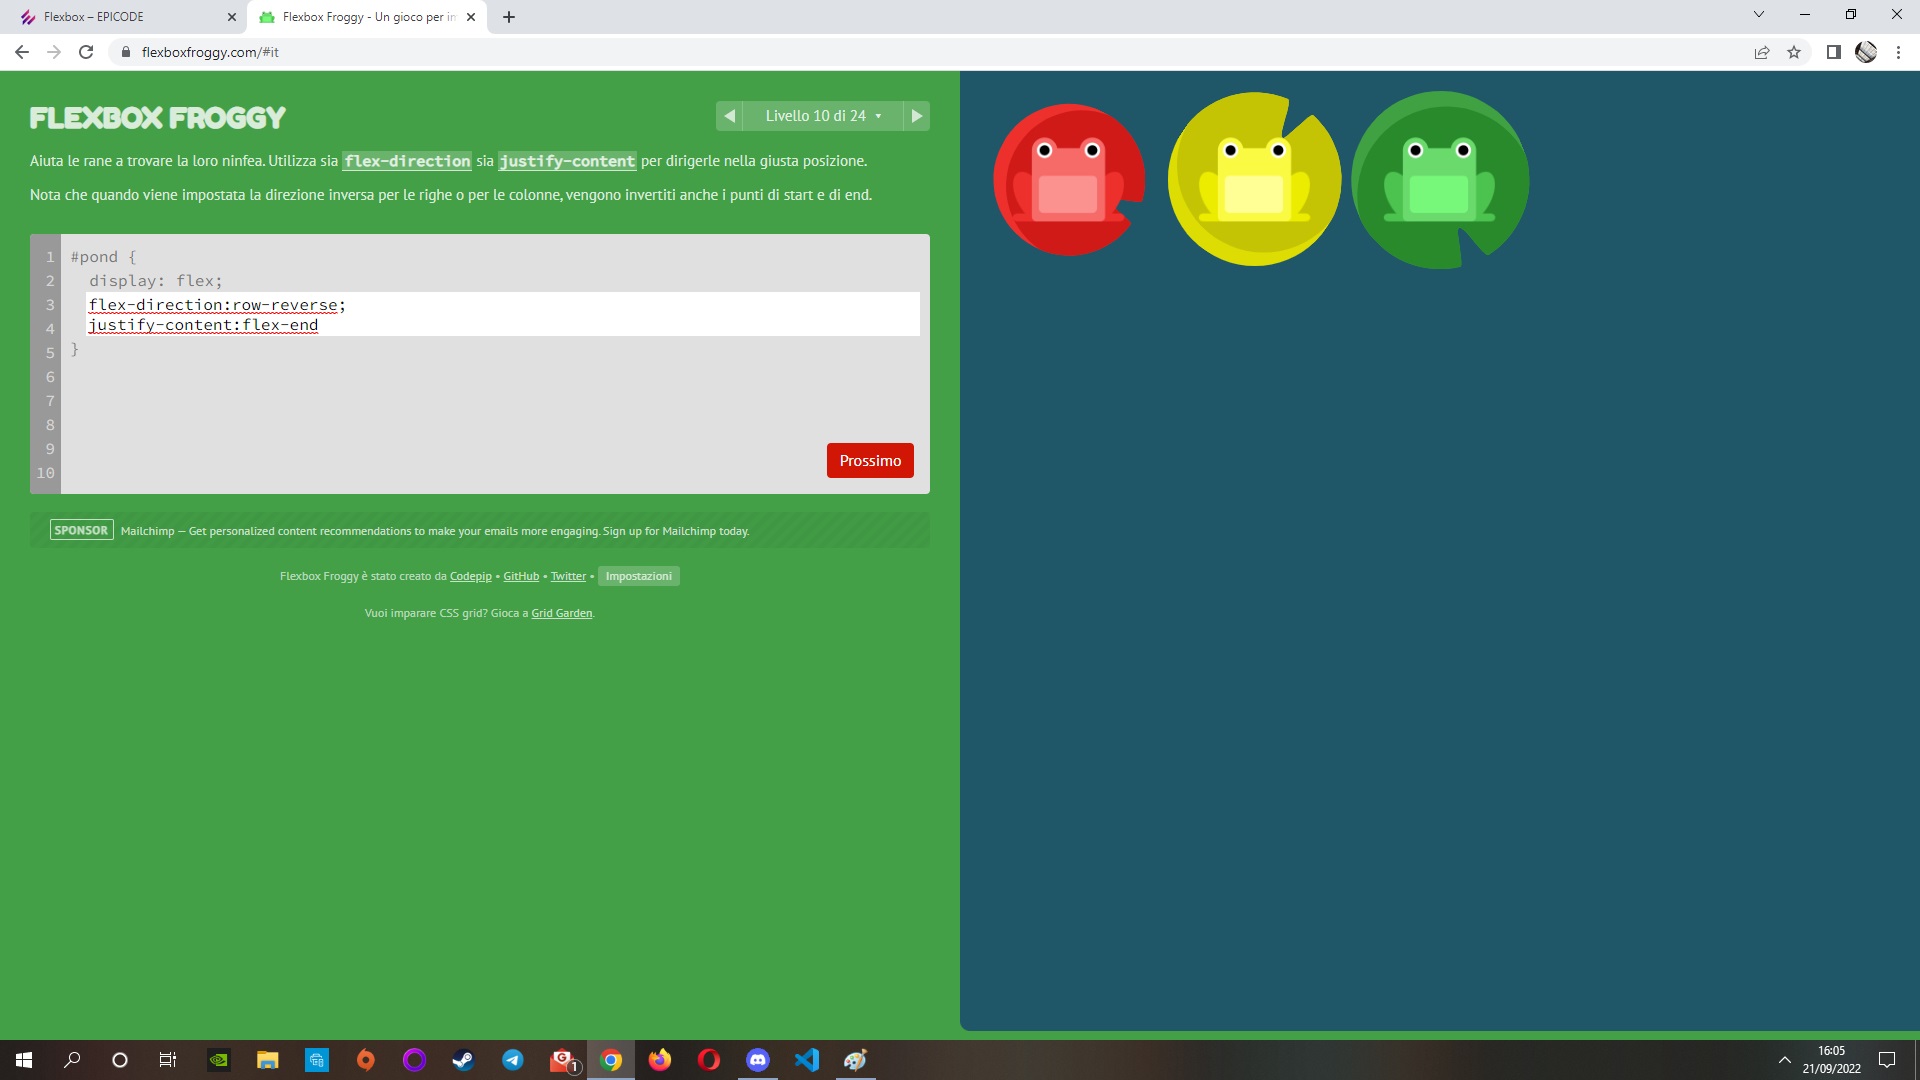 Flexbox – EPICODE
Flexbox Froggy - Un gioco per im
flexboxfroggy.com/#it
FLEXBOX FROGGY
Livello 10 di 24
Aiuta le rane a trovare la loro ninfea. Utilizza sia flex-direction sia justify-content per dirigerle nella giusta posizione.
Nota che quando viene impostata la direzione inversa per le righe o per le colonne, vengono invertiti anche i punti di start e di end.
1 #pond {
2 display: flex;
3 flex-direction:row-reverse;
4 justify-content:flex-end
5 }
6
7
8
9
10
Prossimo
SPONSOR Mailchimp — Get personalized content recommendations to make your emails more engaging. Sign up for Mailchimp today.
Flexbox Froggy è stato creato da Codepip • GitHub • Twitter • Impostazioni
Vuoi imparare CSS grid? Gioca a Grid Garden.
G
1
16:05
21/09/2022